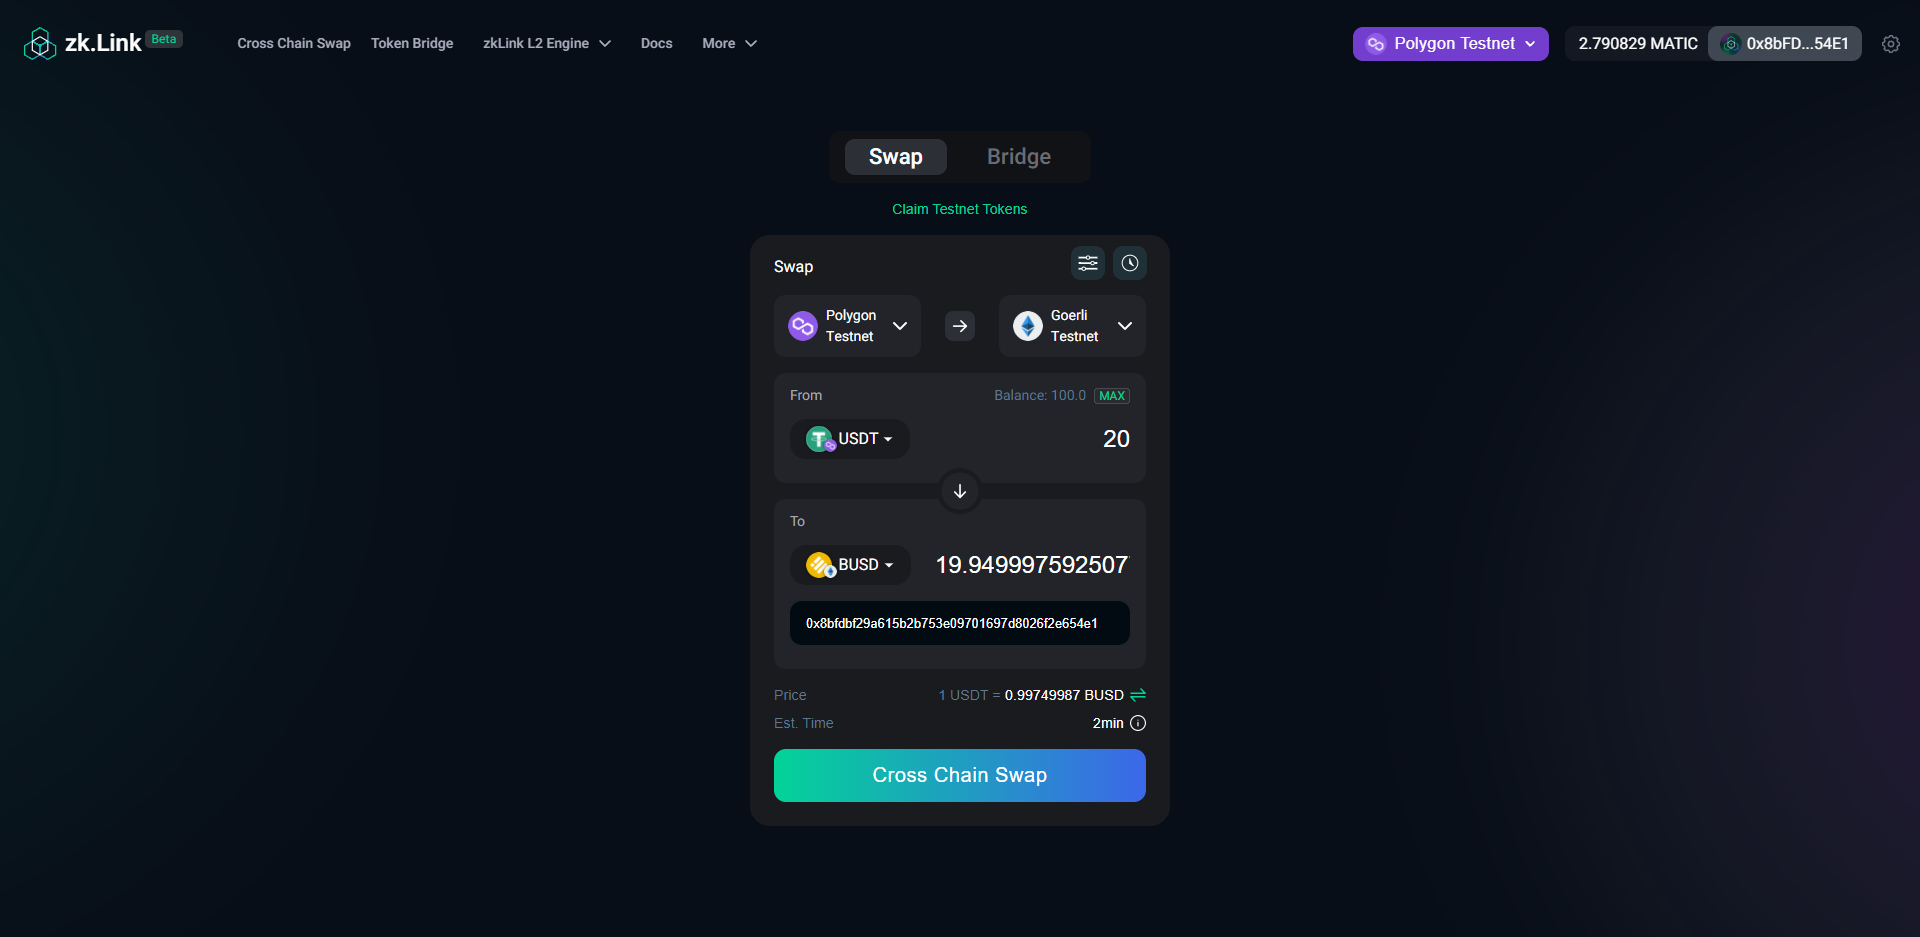 zk.Link Beta Cross Chain Swap Token Bridge zkLink L2 Engine Docs More Polygon Testnet 2.790829 MATIC 0x8bFD...54E1
Swap Bridge
Claim Testnet Tokens
Swap
Polygon Testnet
Goerli Testnet
From Balance: 100.0 MAX
USDT 20
To
BUSD 19.949997592507
0x8bfdbf29a615b2b753e09701697d8026f2e654e1
Price 1 USDT = 0.99749987 BUSD
Est. Time 2min
Cross Chain Swap